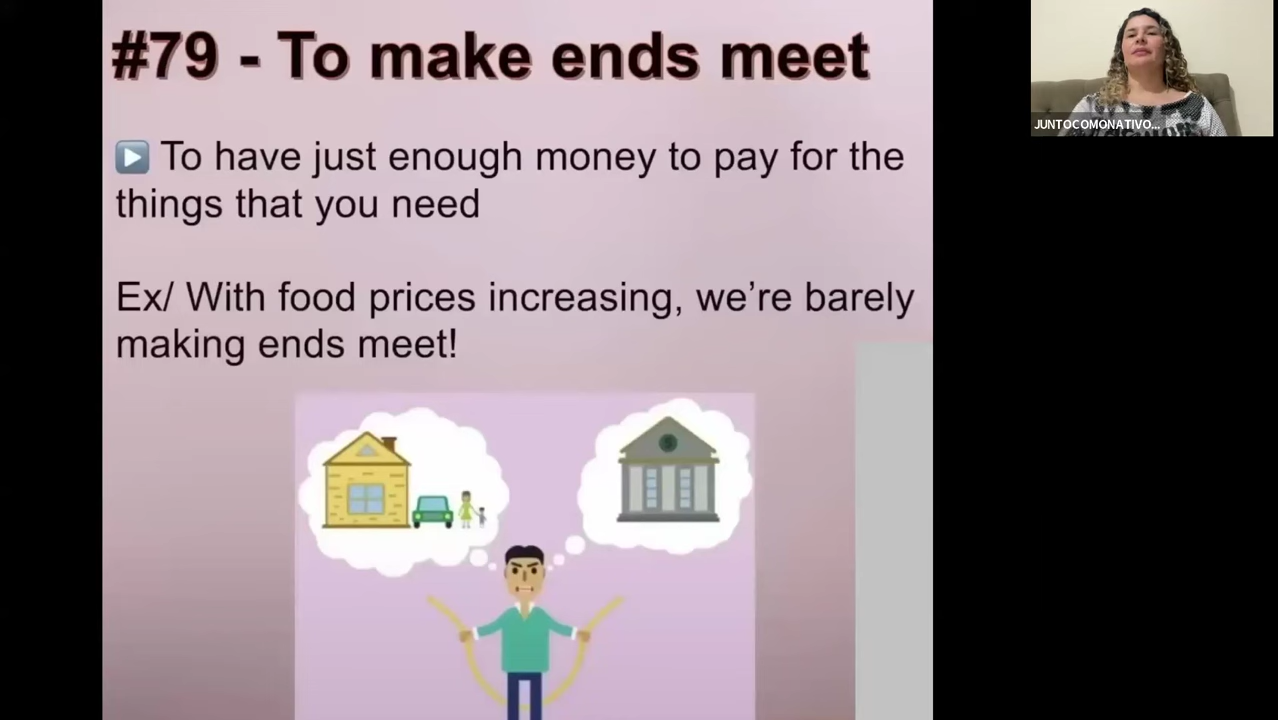 #79 - To make ends meet
▶ To have just enough money to pay for the
things that you need
Ex/ With food prices increasing, we’re barely
making ends meet!
JUNTOCOMONATIVO...